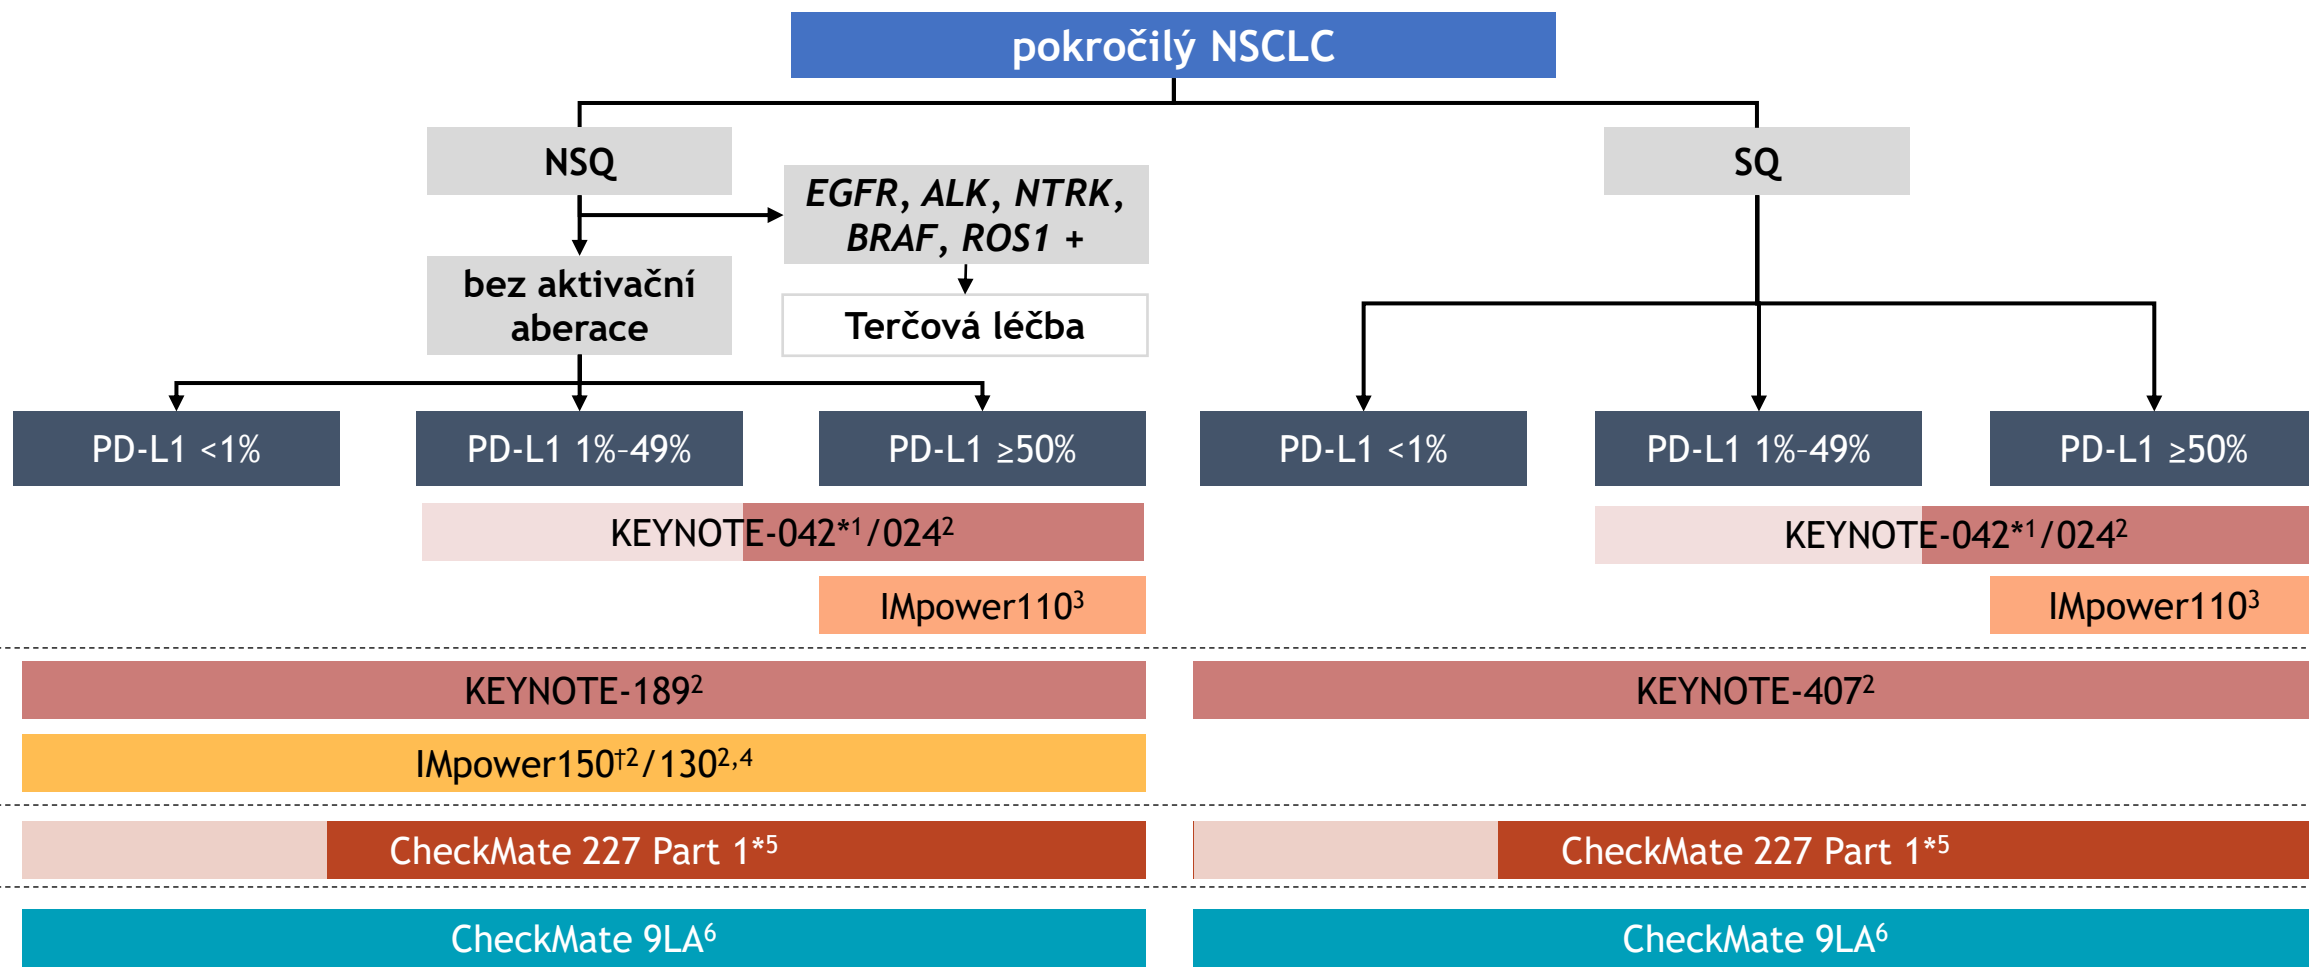 pokročilý NSCLC
NSQ
SQ
EGFR, ALK, NTRK,
BRAF, ROS1 +
bez aktivační
aberace
Terčová léčba
PD-L1 <1%
PD-L1 1%-49%
PD-L1 ≥50%
PD-L1 <1%
PD-L1 1%-49%
PD-L1 ≥50%
KEYNOTE-042*¹/024²
KEYNOTE-042*¹/024²
IMpower110³
IMpower110³
KEYNOTE-189²
KEYNOTE-407²
IMpower150†²/130²,⁴
CheckMate 227 Part 1*⁵
CheckMate 227 Part 1*⁵
CheckMate 9LA⁶
CheckMate 9LA⁶